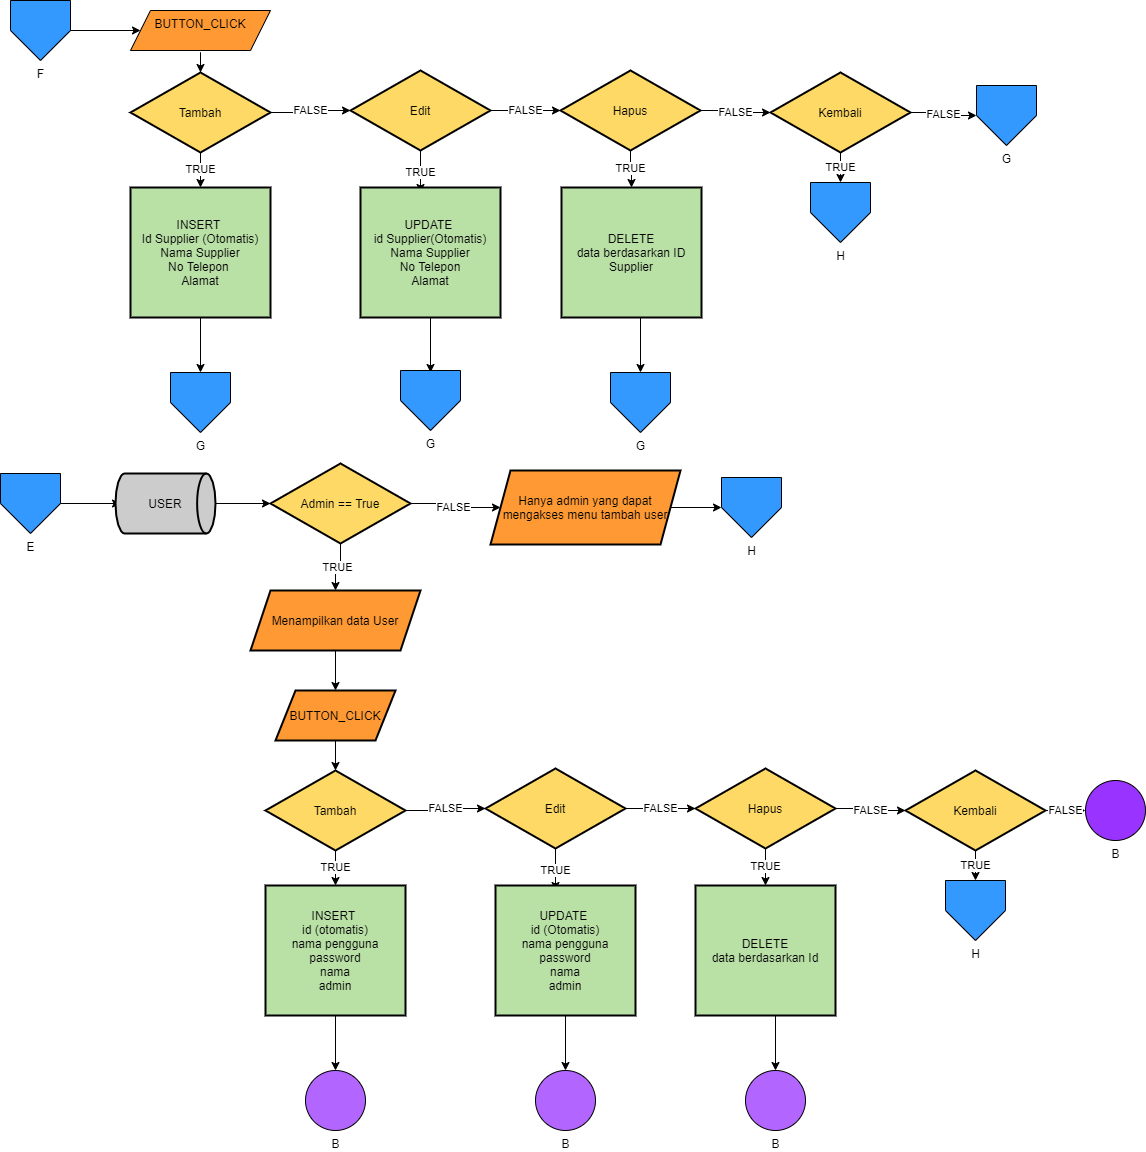 BUTTON_CLICK
F
Tambah
FALSE
Edit
FALSE
Hapus
FALSE
Kembali
FALSE
G
TRUE
TRUE
TRUE
TRUE
H
INSERT
Id Supplier (Otomatis)
Nama Supplier
No Telepon
Alamat
UPDATE
id Supplier(Otomatis)
Nama Supplier
No Telepon
Alamat
DELETE
data berdasarkan ID
Supplier
G
G
G
E
USER
Admin == True
FALSE
Hanya admin yang dapat
mengakses menu tambah user
H
TRUE
Menampilkan data User
BUTTON_CLICK
Tambah
FALSE
Edit
FALSE
Hapus
FALSE
Kembali
FALSE
B
TRUE
TRUE
TRUE
TRUE
H
INSERT
id (otomatis)
nama pengguna
password
nama
admin
UPDATE
id (Otomatis)
nama pengguna
password
nama
admin
DELETE
data berdasarkan Id
B
B
B